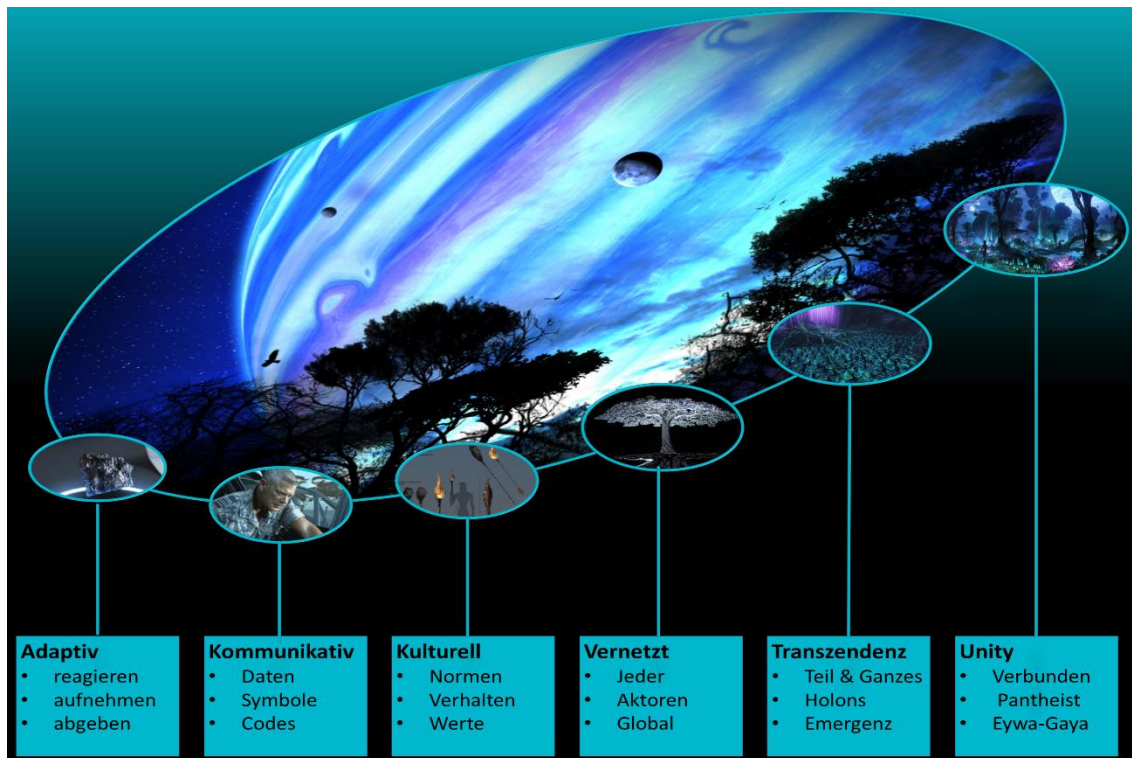 Adaptiv
• reagieren
• aufnehmen
• abgeben
Kommunikativ
• Daten
• Symbole
• Codes
Kulturell
• Normen
• Verhalten
• Werte
Vernetzt
• Jeder
• Aktoren
• Global
Transzendenz
• Teil & Ganzes
• Holons
• Emergenz
Unity
• Verbunden
• Pantheist
• Eywa-Gaya